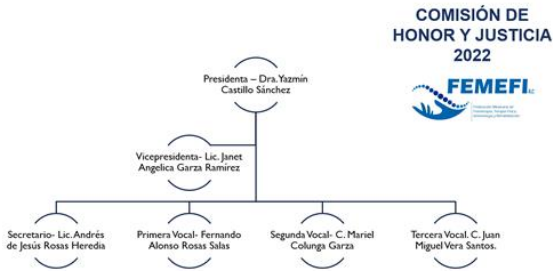 COMISIÓN DE
HONOR Y JUSTICIA
2022
FEMEFI
Presidenta – Dra. Yazmín
Castillo Sánchez
Vicepresidenta- Lic. Janet
Angelica Garza Ramírez
Secretario- Lic. Andrés
de Jesús Rosas Heredia
Primera Vocal- Fernando
Alonso Rosas Salas
Segunda Vocal- C. Mariel
Colunga Garza
Tercera Vocal. C. Juan
Miguel Vera Santos.